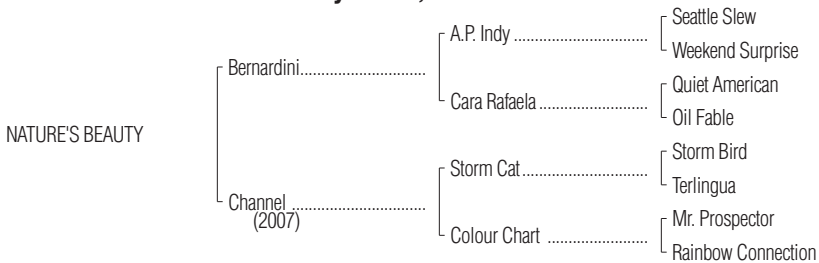 Seattle Slew
A.P. Indy
Weekend Surprise
Bernardini
Quiet American
Cara Rafaela
Oil Fable
NATURE'S BEAUTY
Storm Bird
Storm Cat
Terlingua
Channel
(2007)
Mr. Prospector
Colour Chart
Rainbow Connection